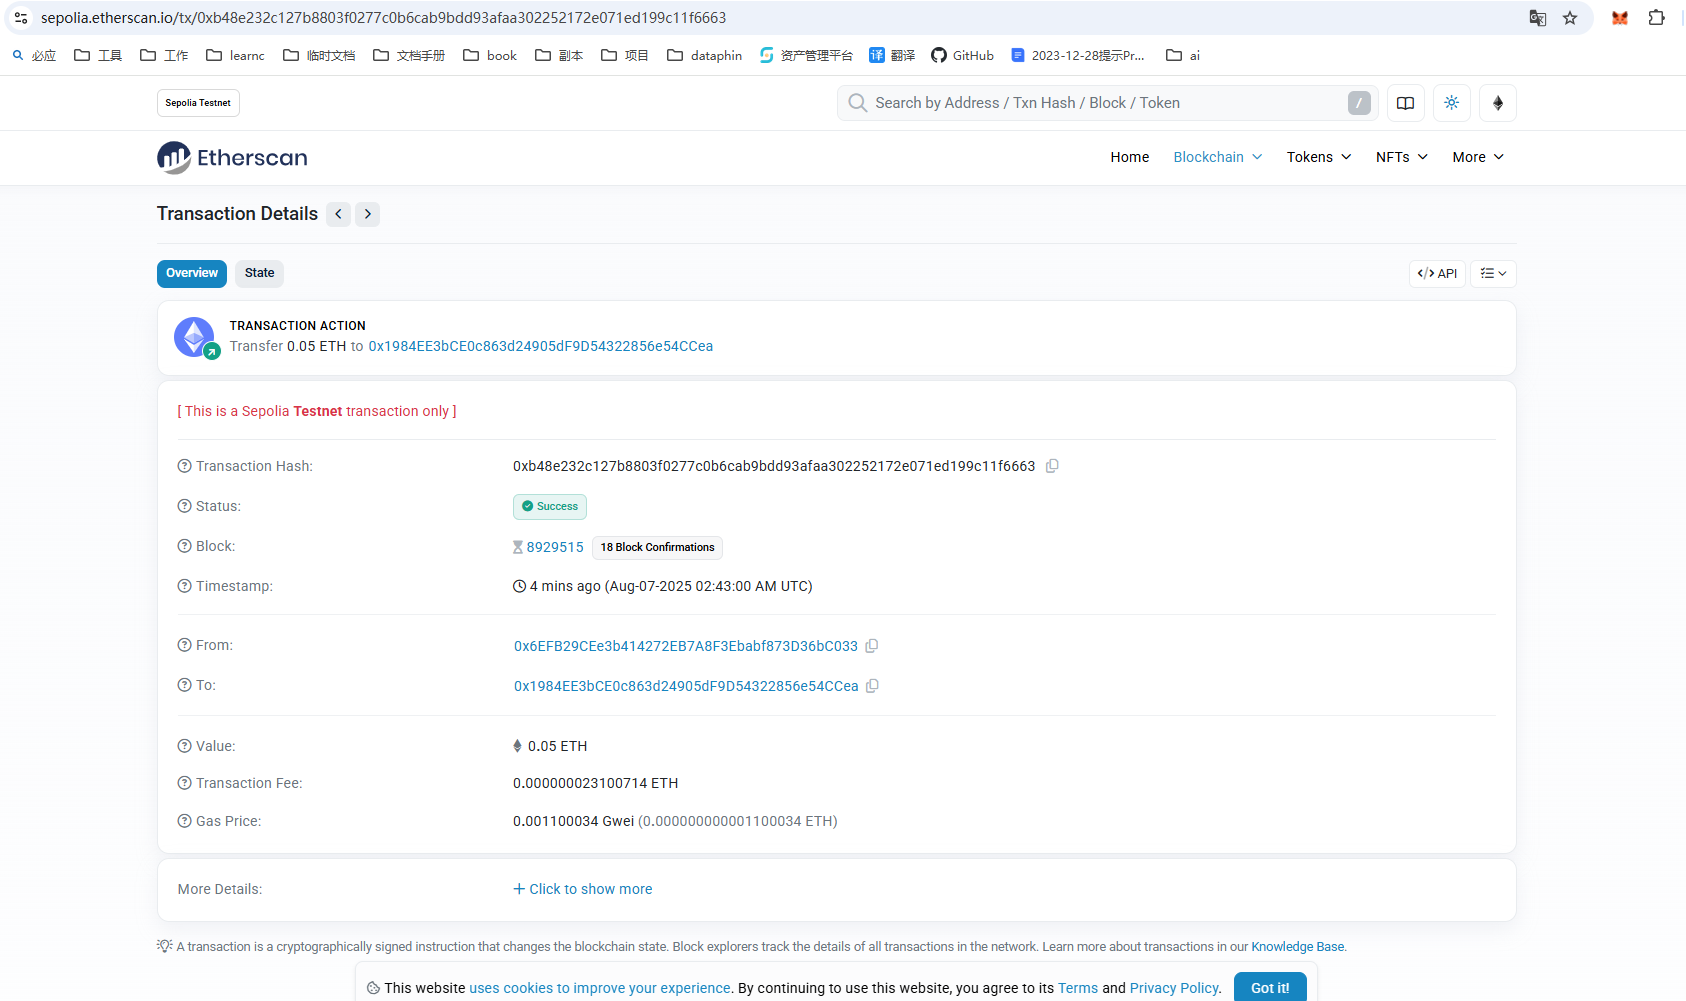 sepolia.etherscan.io/tx/0xb48e232c127b8803f0277c0b6cab9bdd93afaa302252172e071ed199c11f6663
必应 工具 工作 learnc 临时文档 文档手册 book 副本 项目 dataphin 资产管理平台 译 翻译 GitHub 2023-12-28提示Pr... ai
Sepolia Testnet Search by Address / Txn Hash / Block / Token /
Etherscan Home Blockchain Tokens NFTs More
Transaction Details
Overview State </> API
TRANSACTION ACTION
Transfer 0.05 ETH to 0x1984EE3bCE0c863d24905dF9D54322856e54CCea
[ This is a Sepolia Testnet transaction only ]
Transaction Hash: 0xb48e232c127b8803f0277c0b6cab9bdd93afaa302252172e071ed199c11f6663
Status: Success
Block: 8929515 18 Block Confirmations
Timestamp: 4 mins ago (Aug-07-2025 02:43:00 AM UTC)
From: 0x6EFB29CEe3b414272EB7A8F3Ebabf873D36bC033
To: 0x1984EE3bCE0c863d24905dF9D54322856e54CCea
Value: 0.05 ETH
Transaction Fee: 0.000000023100714 ETH
Gas Price: 0.001100034 Gwei (0.000000000001100034 ETH)
More Details: + Click to show more
A transaction is a cryptographically signed instruction that changes the blockchain state. Block explorers track the details of all transactions in the network. Learn more about transactions in our Knowledge Base.
This website uses cookies to improve your experience. By continuing to use this website, you agree to its Terms and Privacy Policy. Got it!